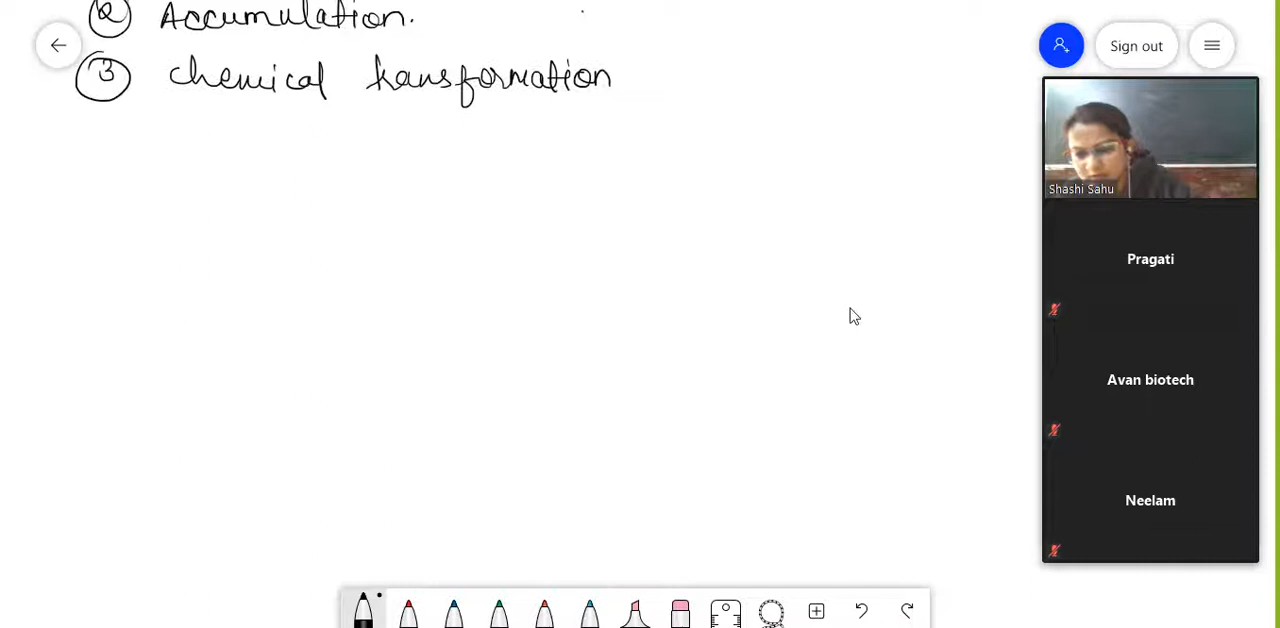 ② Accumulation.
③ chemical transformation
Sign out
Shashi Sahu
Pragati
Avan biotech
Neelam